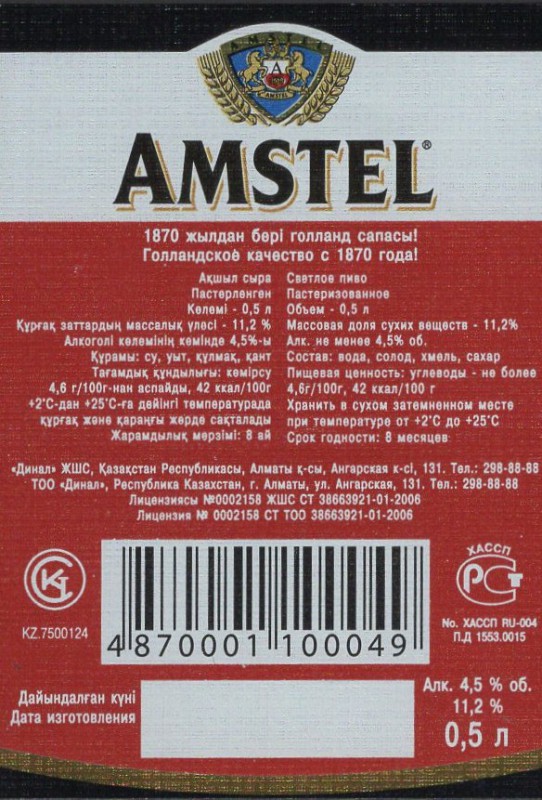 AMSTEL
A
AMSTEL
AMSTEL®
1870 жылдан бері голланд сапасы!
Голландское качество с 1870 года!
Ақшыл сыра
Пастерленген
Көлемі - 0,5 л
Құрғақ заттардың массалық үлесі - 11,2 %
Алкоголі көлемінің кемінде 4,5%-ы
Құрамы: су, уыт, құлмақ, қант
Тағамдық құндылығы: көмірсу
4,6 г/100г-нан аспайды, 42 ккал/100г
+2°С-дан +25°С-ға дейінгі температурада
құрғақ және қараңғы жерде сақталады
Жарамдылық мерзімі: 8 ай
Светлое пиво
Пастеризованное
Объем - 0,5 л
Массовая доля сухих веществ - 11,2%
Алк. не менее 4,5% об.
Состав: вода, солод, хмель, сахар
Пищевая ценность: углеводы - не более
4,6г/100г, 42 ккал/100 г
Хранить в сухом затемненном месте
при температуре от +2°С до +25°С
Срок годности: 8 месяцев
«Динал» ЖШС, Қазақстан Республикасы, Алматы қ-сы, Ангарская к-сі, 131. Тел.: 298-88-88
ТОО «Динал», Республика Казахстан, г. Алматы, ул. Ангарская, 131. Тел.: 298-88-88
Лицензиясы №0002158 ЖШС СТ 38663921-01-2006
Лицензия № 0002158 СТ ТОО 38663921-01-2006
KZ.7500124
4 870001 100049
ХАССП
РСТ
No. ХАССП RU-004
П.Д 1553.0015
Дайындалған күні
Дата изготовления
Алк. 4,5 % об.
11,2 %
0,5 л